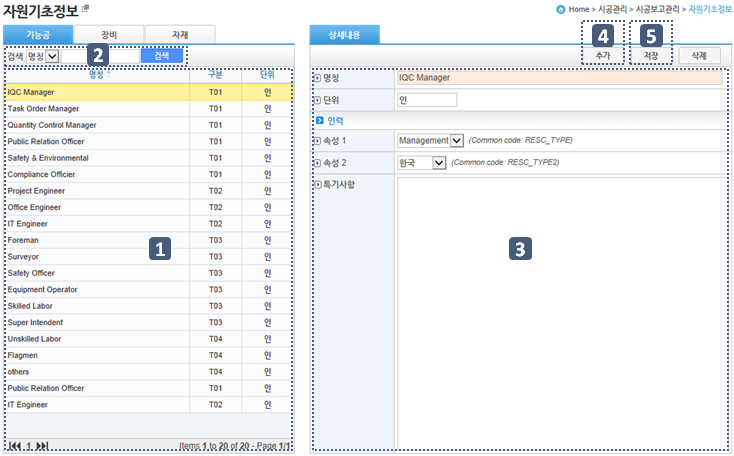 자원기초정보
Home > 시공관리 > 시공보고관리 > 자원기초정보
기능공 장비 자재
검색 명칭 검색
2
명칭 구분 단위
IQC Manager T01 인
Task Order Manager T01 인
Quantity Control Manager T01 인
Public Relation Officer T01 인
Safety & Environmental T01 인
Compliance Officier T01 인
Project Engineer T02 인
Office Engineer T02 인
IT Engineer T02 인
Foreman T03 인
Surveyor T03 인
Safety Officer T03 인
Equipment Operator T03 인
Skilled Labor T03 인
Super Intendent T03 인
Unskilled Labor T04 인
Flagmen T04 인
others T04 인
Public Relation Officer T01 인
IT Engineer T02 인
1
1 Items 1 to 20 of 20 - Page 1/1
상세내용
4 5
추가 저장 삭제
명칭 IQC Manager
단위 인
인력
속성 1 Management (Common code: RESC_TYPE)
속성 2 한국 (Common code: RESC_TYPE2)
특기사항
3